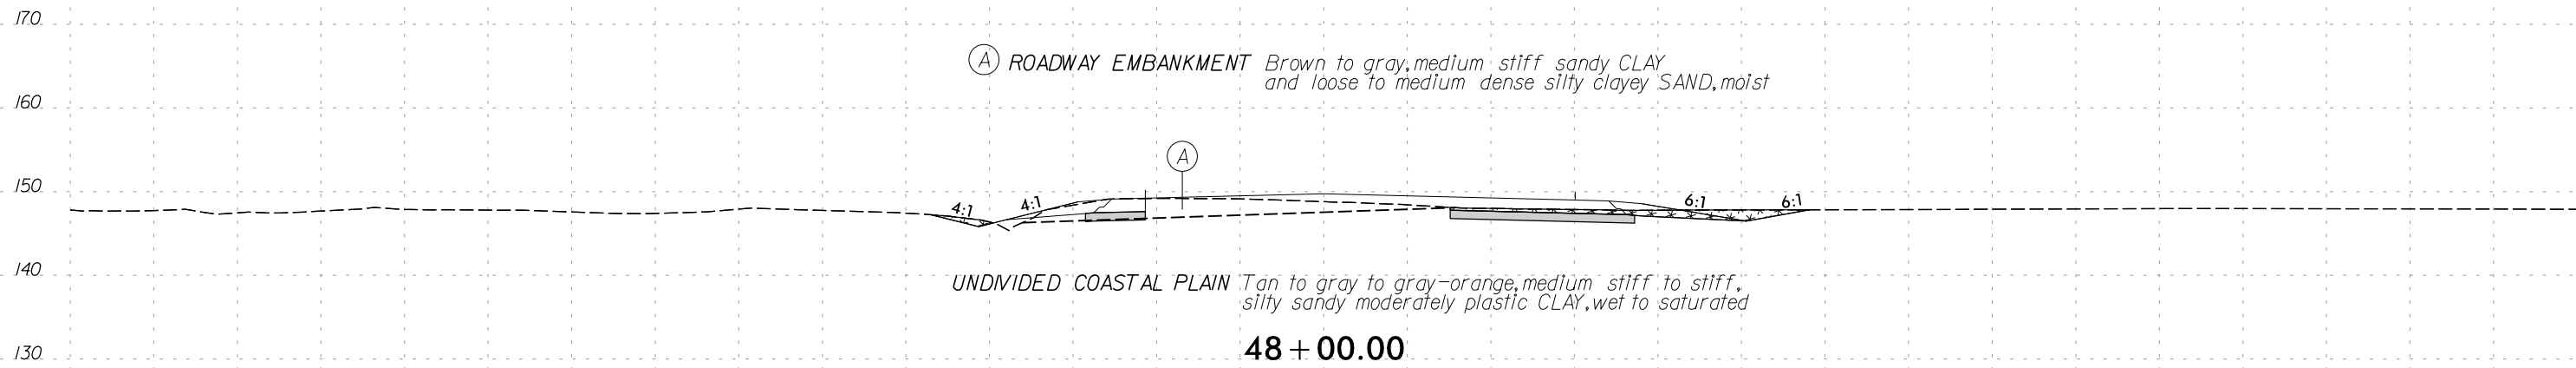 170
A ROADWAY EMBANKMENT Brown to gray, medium stiff sandy CLAY
and loose to medium dense silty clayey SAND, moist
160
A
150
4:1 4:1 6:1 6:1
140
UNDIVIDED COASTAL PLAIN Tan to gray to gray-orange, medium stiff to stiff,
silty sandy moderately plastic CLAY, wet to saturated
130
48+00.00